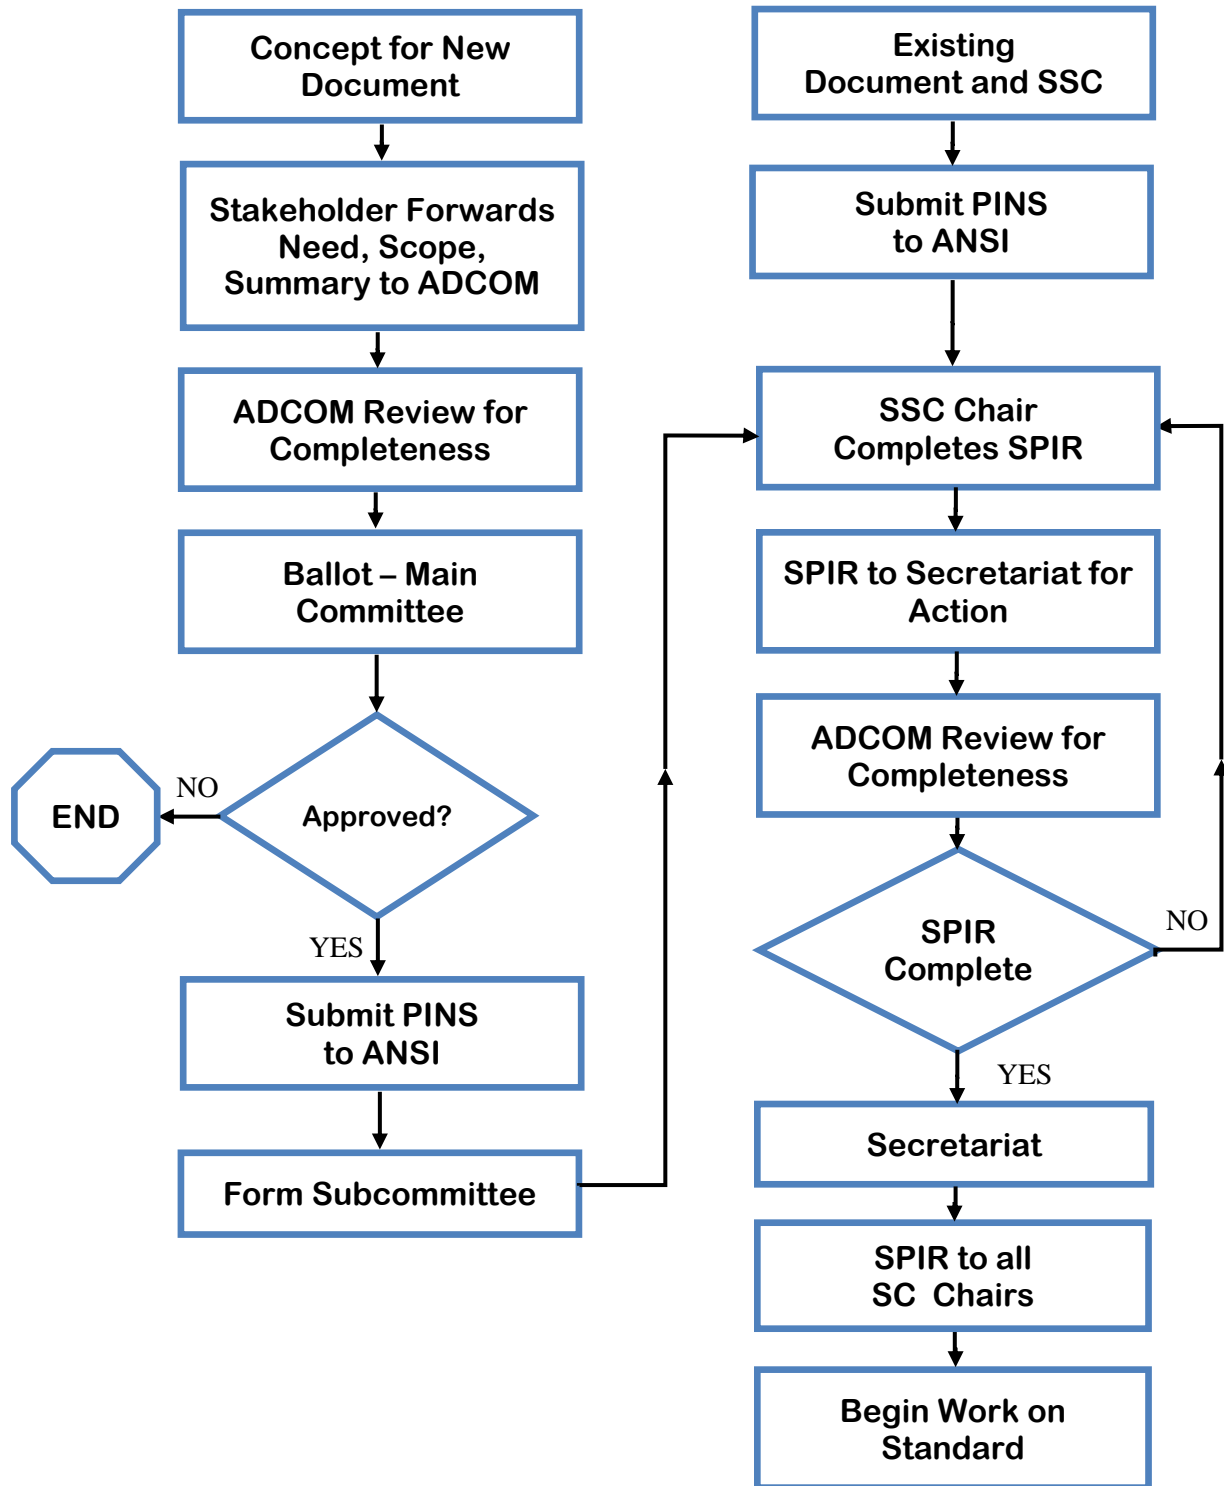 Concept for New
Document
Stakeholder Forwards
Need, Scope,
Summary to ADCOM
ADCOM Review for
Completeness
Ballot – Main
Committee
Approved?
NO
END
YES
Submit PINS
to ANSI
Form Subcommittee
Existing
Document and SSC
Submit PINS
to ANSI
SSC Chair
Completes SPIR
SPIR to Secretariat for
Action
ADCOM Review for
Completeness
SPIR
Complete
NO
YES
Secretariat
SPIR to all
SC Chairs
Begin Work on
Standard